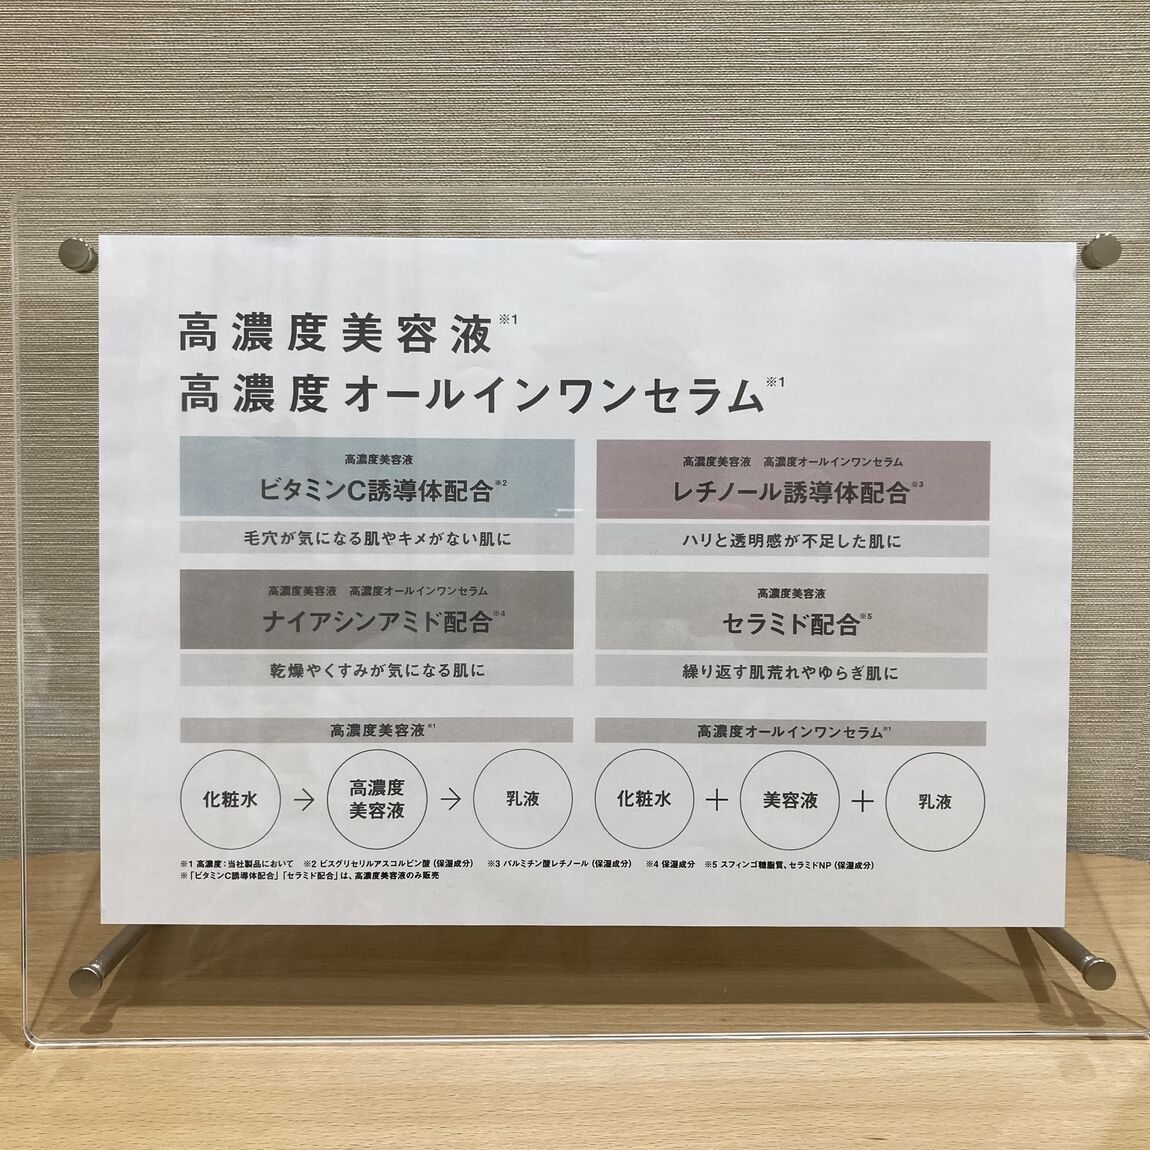 高濃度美容液※1
高濃度オールインワンセラム※1
高濃度美容液
ビタミンC誘導体配合※2
毛穴が気になる肌やキメがない肌に
高濃度美容液　高濃度オールインワンセラム
レチノール誘導体配合※3
ハリと透明感が不足した肌に
高濃度美容液　高濃度オールインワンセラム
ナイアシンアミド配合※4
乾燥やくすみが気になる肌に
高濃度美容液
セラミド配合※5
繰り返す肌荒れやゆらぎ肌に
高濃度美容液※1
化粧水→高濃度美容液→乳液
高濃度オールインワンセラム※1
化粧水＋美容液＋乳液
※1 高濃度：当社製品において　※2 ビスグリセリルアスコルビン酸（保湿成分）　※3 パルミチン酸レチノール（保湿成分）　※4 保湿成分　※5 スフィンゴ糖脂質、セラミドNP（保湿成分）
※「ビタミンC誘導体配合」「セラミド配合」は、高濃度美容液のみ販売